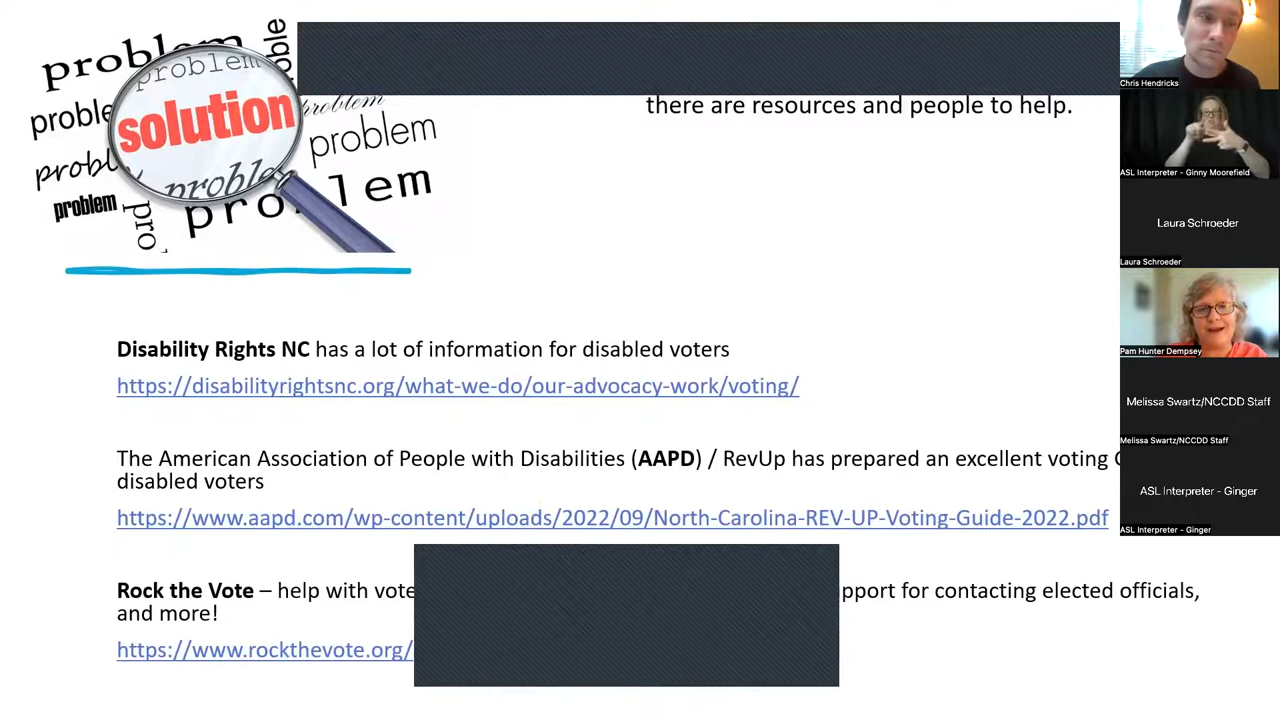 problem
problem
problem
solution
problem
problem
problem
problem
there are resources and people to help.
Disability Rights NC has a lot of information for disabled voters
https://disabilityrightsnc.org/what-we-do/our-advocacy-work/voting/
The American Association of People with Disabilities (AAPD) / RevUp has prepared an excellent voting
disabled voters
https://www.aapd.com/wp-content/uploads/2022/09/North-Carolina-REV-UP-Voting-Guide-2022.pdf
Rock the Vote – help with
for contacting elected officials,
and more!
https://www.rockthevote.org/
Chris Hendricks
ASL Interpreter - Ginny Moorefield
Laura Schroeder
Laura Schroeder
Pam Hunter Dempsey
Melissa Swartz/NCCDD Staff
Melissa Swartz/NCCDD Staff
ASL Interpreter - Ginger
ASL Interpreter - Ginger